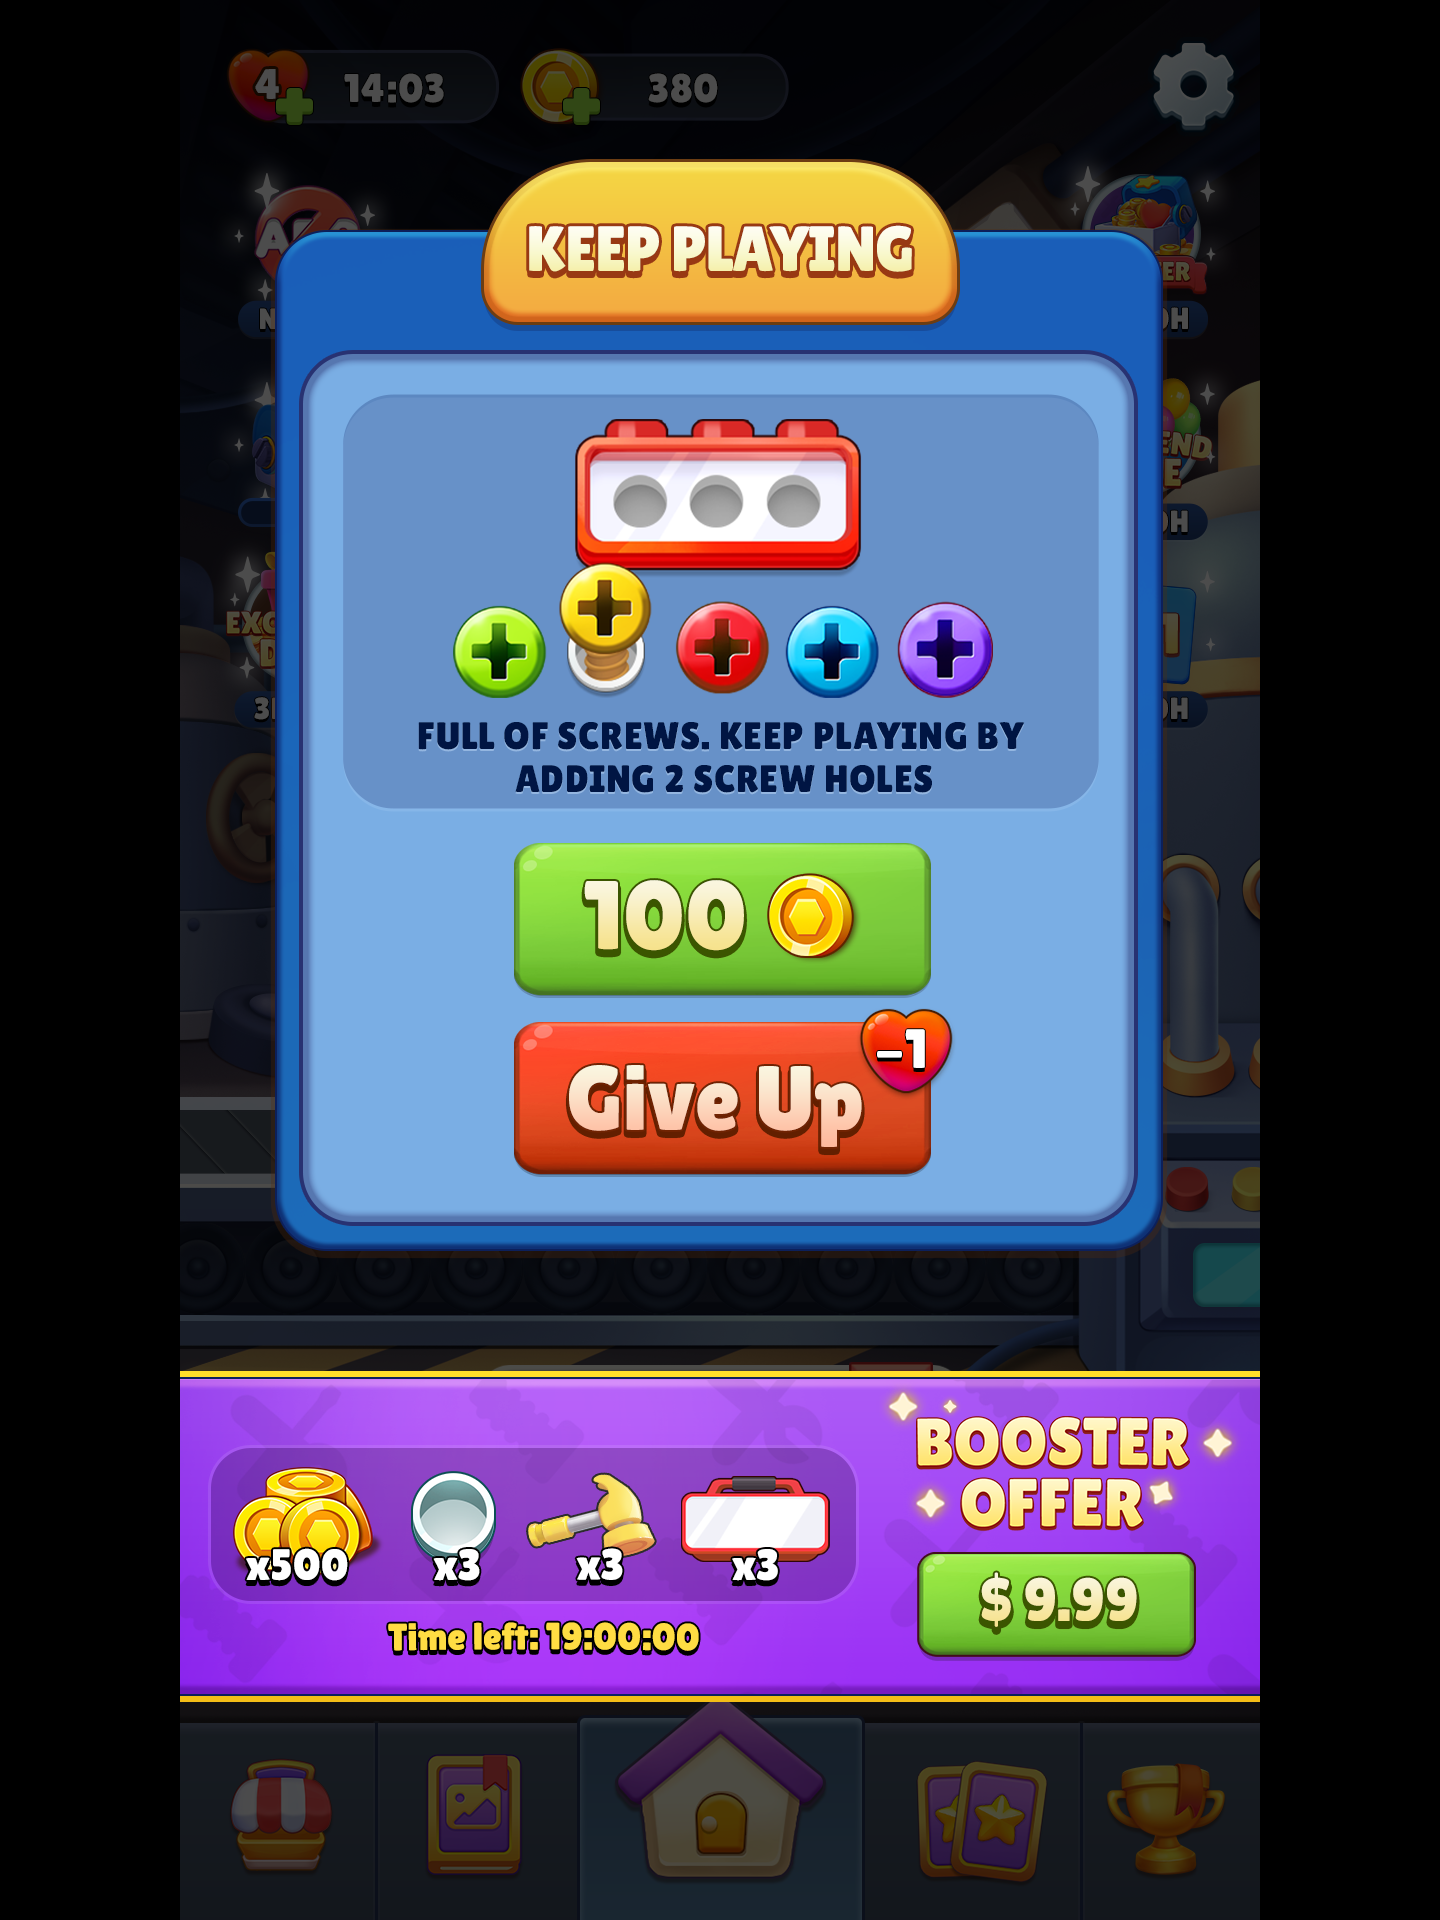 4
14:03
380
KEEP PLAYING
FULL OF SCREWS. KEEP PLAYING BY
ADDING 2 SCREW HOLES
100
-1
Give Up
BOOSTER
OFFER
x500
x3
x3
x3
$ 9.99
Time left: 19:00:00